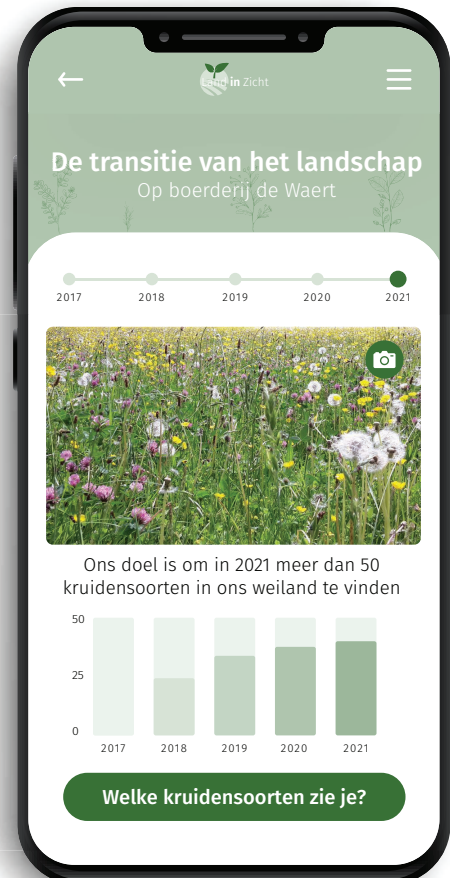 Land in Zicht
De transitie van het landschap
Op boerderij de Waert
2017 2018 2019 2020 2021
Ons doel is om in 2021 meer dan 50
kruidensoorten in ons weiland te vinden
50
25
0
2017 2018 2019 2020 2021
Welke kruidensoorten zie je?